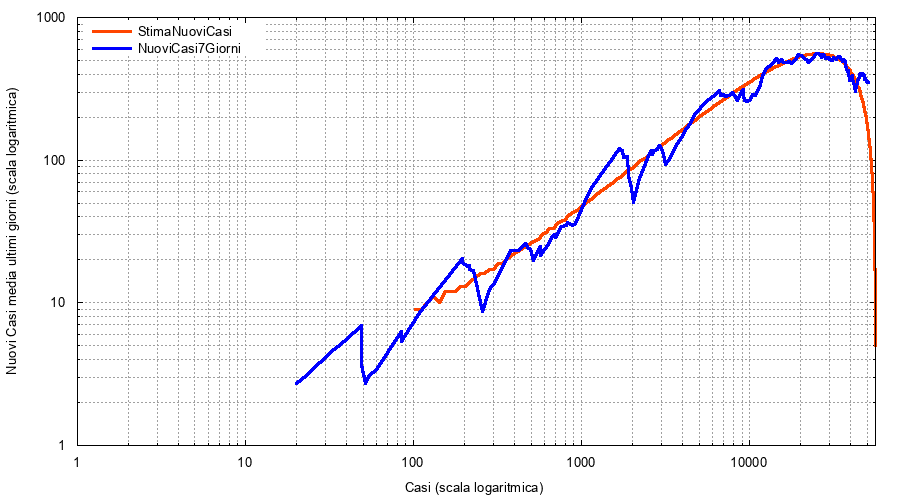 1000
StimaNuoviCasi
NuoviCasi7Giorni
100
10
1
1 10 100 1000 10000
Nuovi Casi media ultimi giorni (scala logaritmica)
Casi (scala logaritmica)